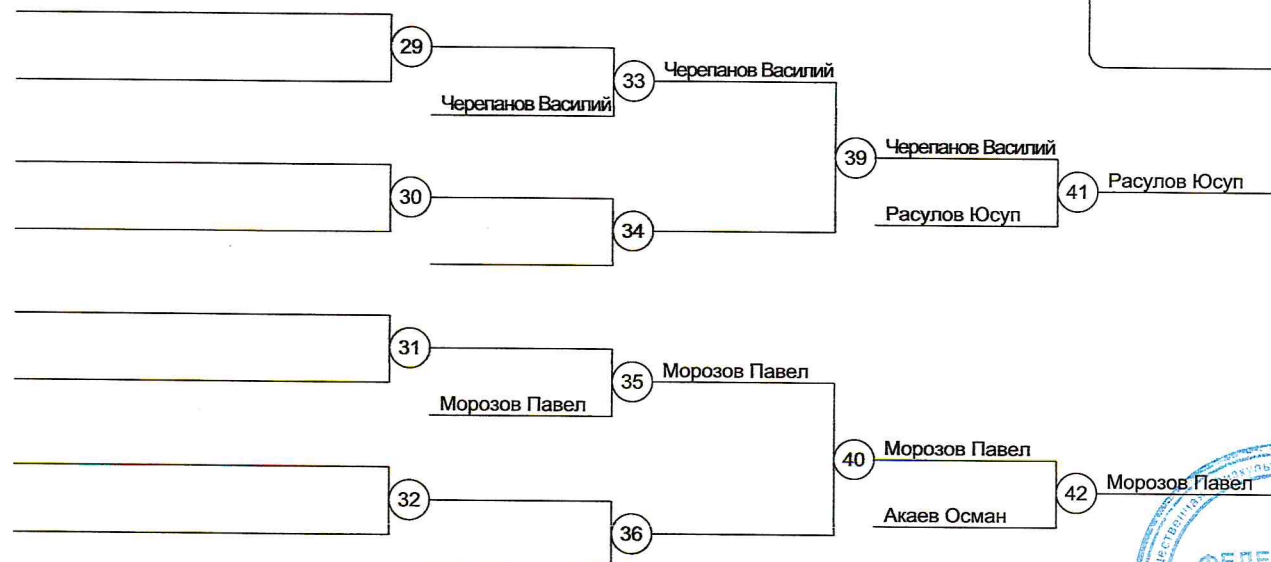 29
Черепанов Василий
33
Черепанов Василий
39
Черепанов Василий
30
41
Расулов Юсуп
Расулов Юсуп
34
31
35
Морозов Павел
Морозов Павел
40
Морозов Павел
32
42
Морозов Павел
Акаев Осман
36